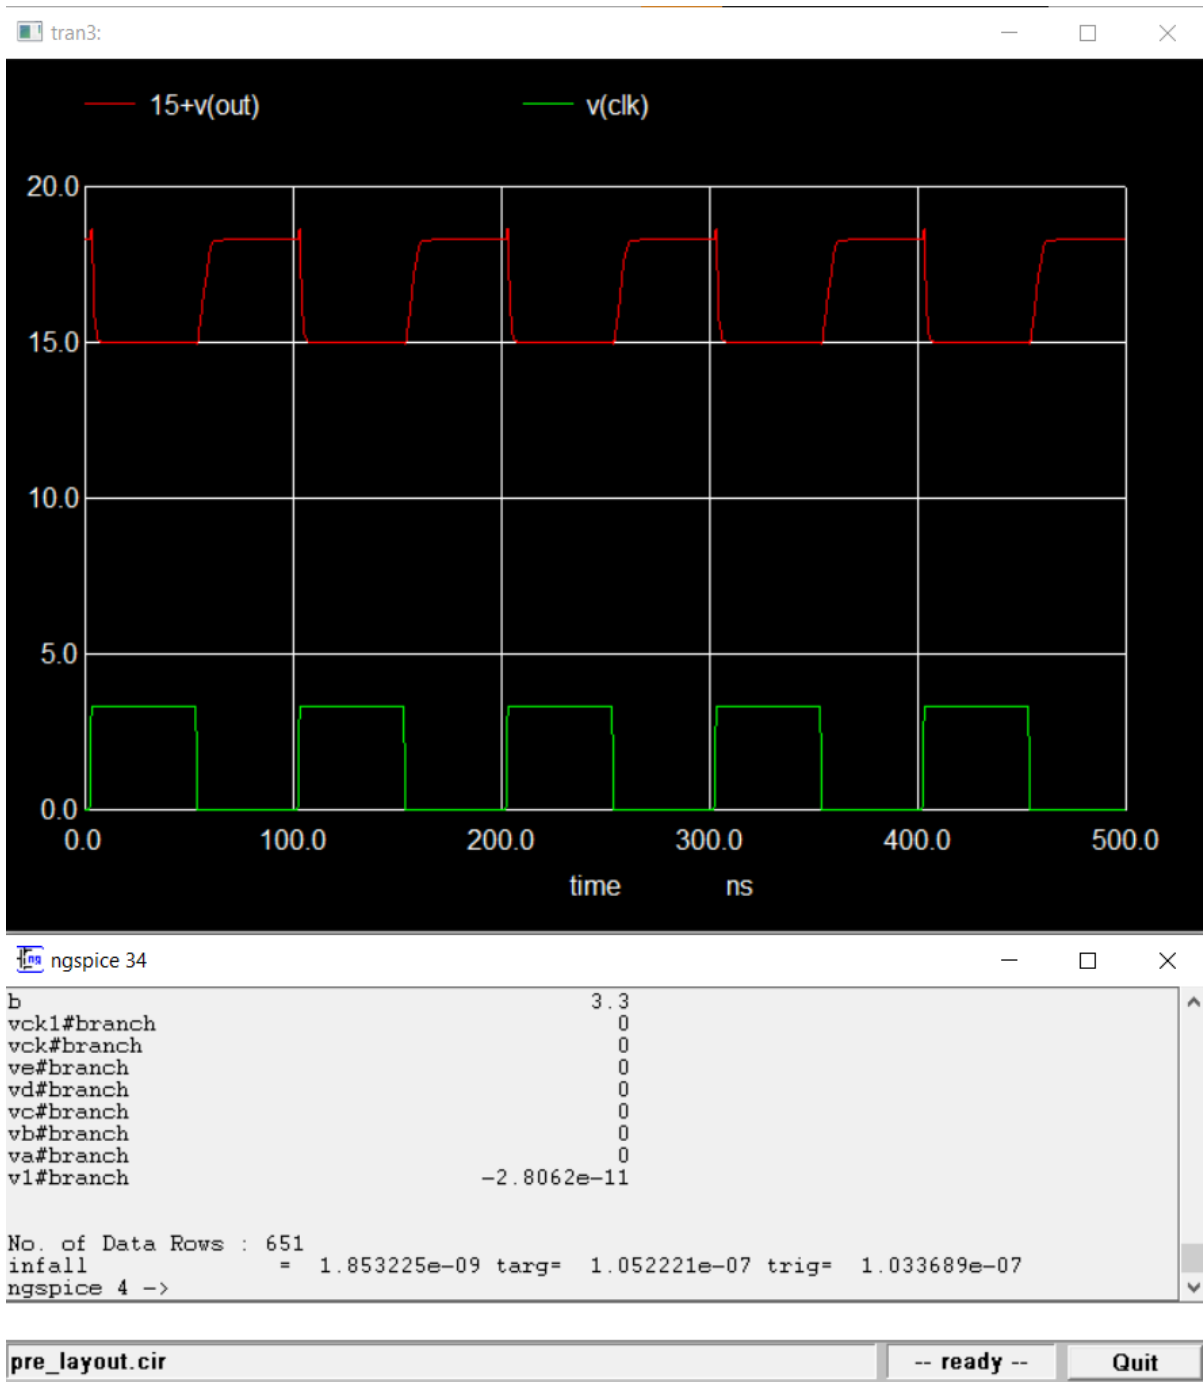 tran3:
15+v(out) v(clk)
20.0
15.0
10.0
5.0
0.0
0.0 100.0 200.0 300.0 400.0 500.0
time ns
ngspice 34
b 3.3
vck1#branch 0
vck#branch 0
ve#branch 0
vd#branch 0
vc#branch 0
vb#branch 0
va#branch 0
v1#branch -2.8062e-11
No. of Data Rows : 651
infall = 1.853225e-09 targ= 1.052221e-07 trig= 1.033689e-07
ngspice 4 ->
pre_layout.cir -- ready -- Quit